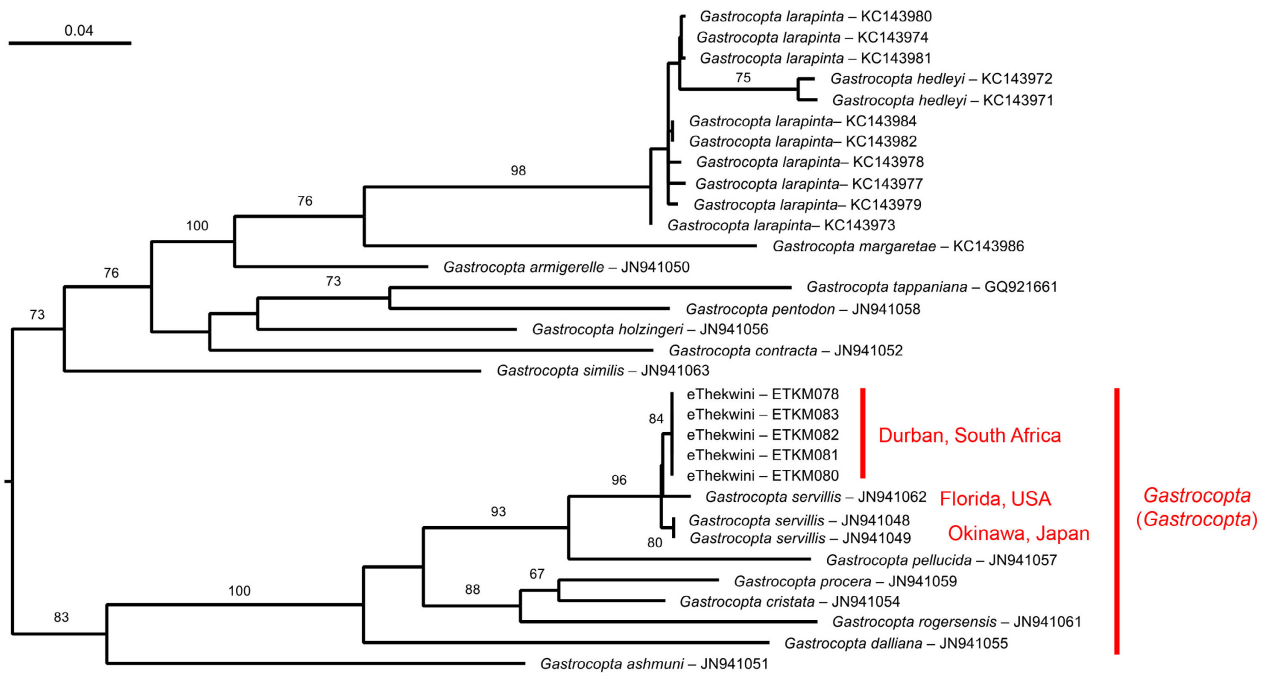 0.04
Gastrocopta larapinta – KC143980
Gastrocopta larapinta – KC143974
Gastrocopta larapinta – KC143981
75
Gastrocopta hedleyi – KC143972
Gastrocopta hedleyi – KC143971
Gastrocopta larapinta– KC143984
Gastrocopta larapinta– KC143982
Gastrocopta larapinta– KC143978
98
Gastrocopta larapinta– KC143977
76
Gastrocopta larapinta– KC143979
100
Gastrocopta larapinta– KC143973
Gastrocopta margaretae – KC143986
76
Gastrocopta armigerelle – JN941050
73
Gastrocopta tappaniana – GQ921661
73
Gastrocopta pentodon – JN941058
Gastrocopta holzingeri – JN941056
Gastrocopta contracta – JN941052
Gastrocopta similis – JN941063
eThekwini – ETKM078
84
eThekwini – ETKM083
eThekwini – ETKM082
Durban, South Africa
eThekwini – ETKM081
eThekwini – ETKM080
96
Gastrocopta servillis – JN941062
Florida, USA
Gastrocopta
(Gastrocopta)
93
Gastrocopta servillis – JN941048
Gastrocopta servillis – JN941049
Okinawa, Japan
80
Gastrocopta pellucida – JN941057
67
Gastrocopta procera – JN941059
88
Gastrocopta cristata – JN941054
100
Gastrocopta rogersensis – JN941061
83
Gastrocopta dalliana – JN941055
Gastrocopta ashmuni – JN941051